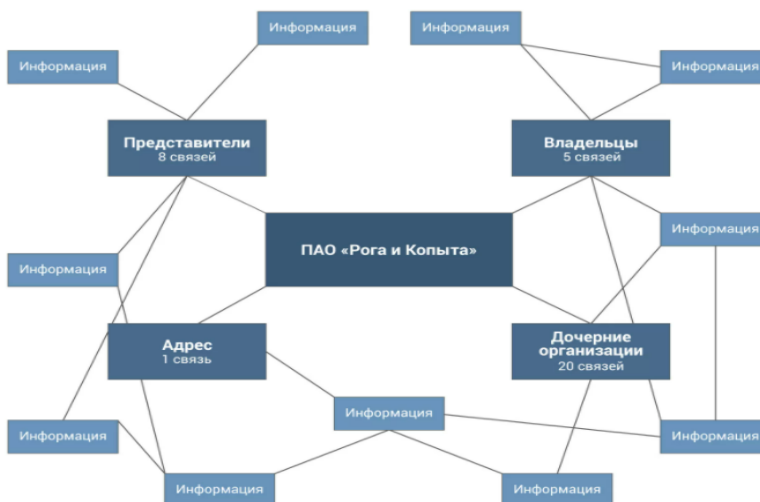 Информация
Информация
Информация
Информация
Представители
8 связей
Владельцы
5 связей
Информация
ПАО «Рога и Копыта»
Информация
Адрес
1 связь
Дочерние
организации
20 связей
Информация
Информация
Информация
Информация
Информация